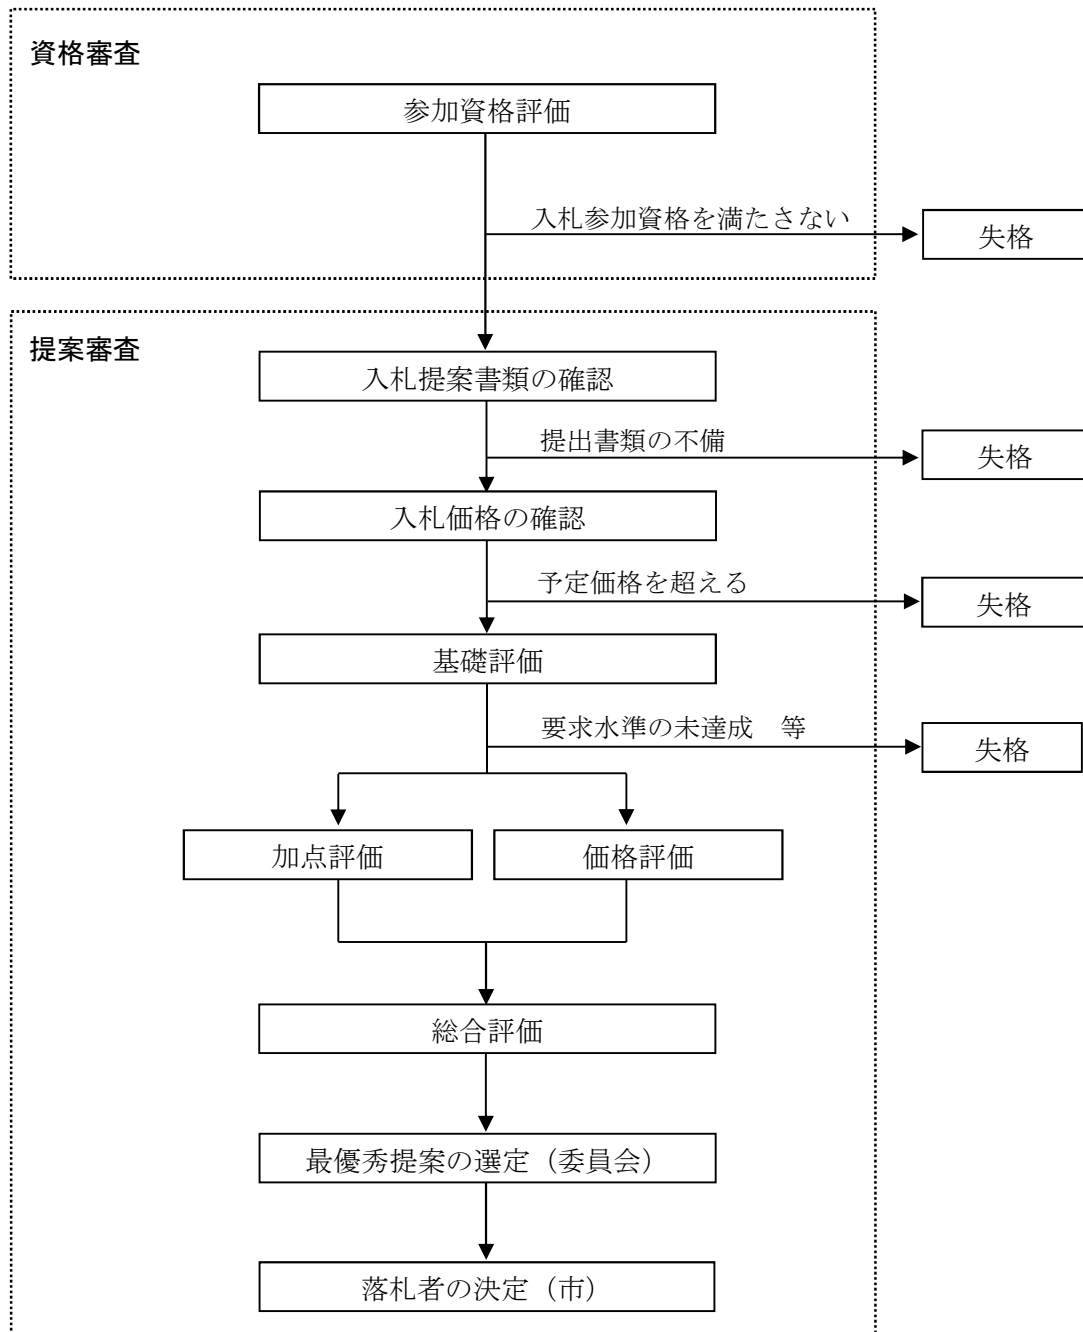 資格審査
参加資格評価
入札参加資格を満たさない
失格
提案審査
入札提案書類の確認
提出書類の不備
失格
入札価格の確認
予定価格を超える
失格
基礎評価
要求水準の未達成　等
失格
加点評価
価格評価
総合評価
最優秀提案の選定（委員会）
落札者の決定（市）